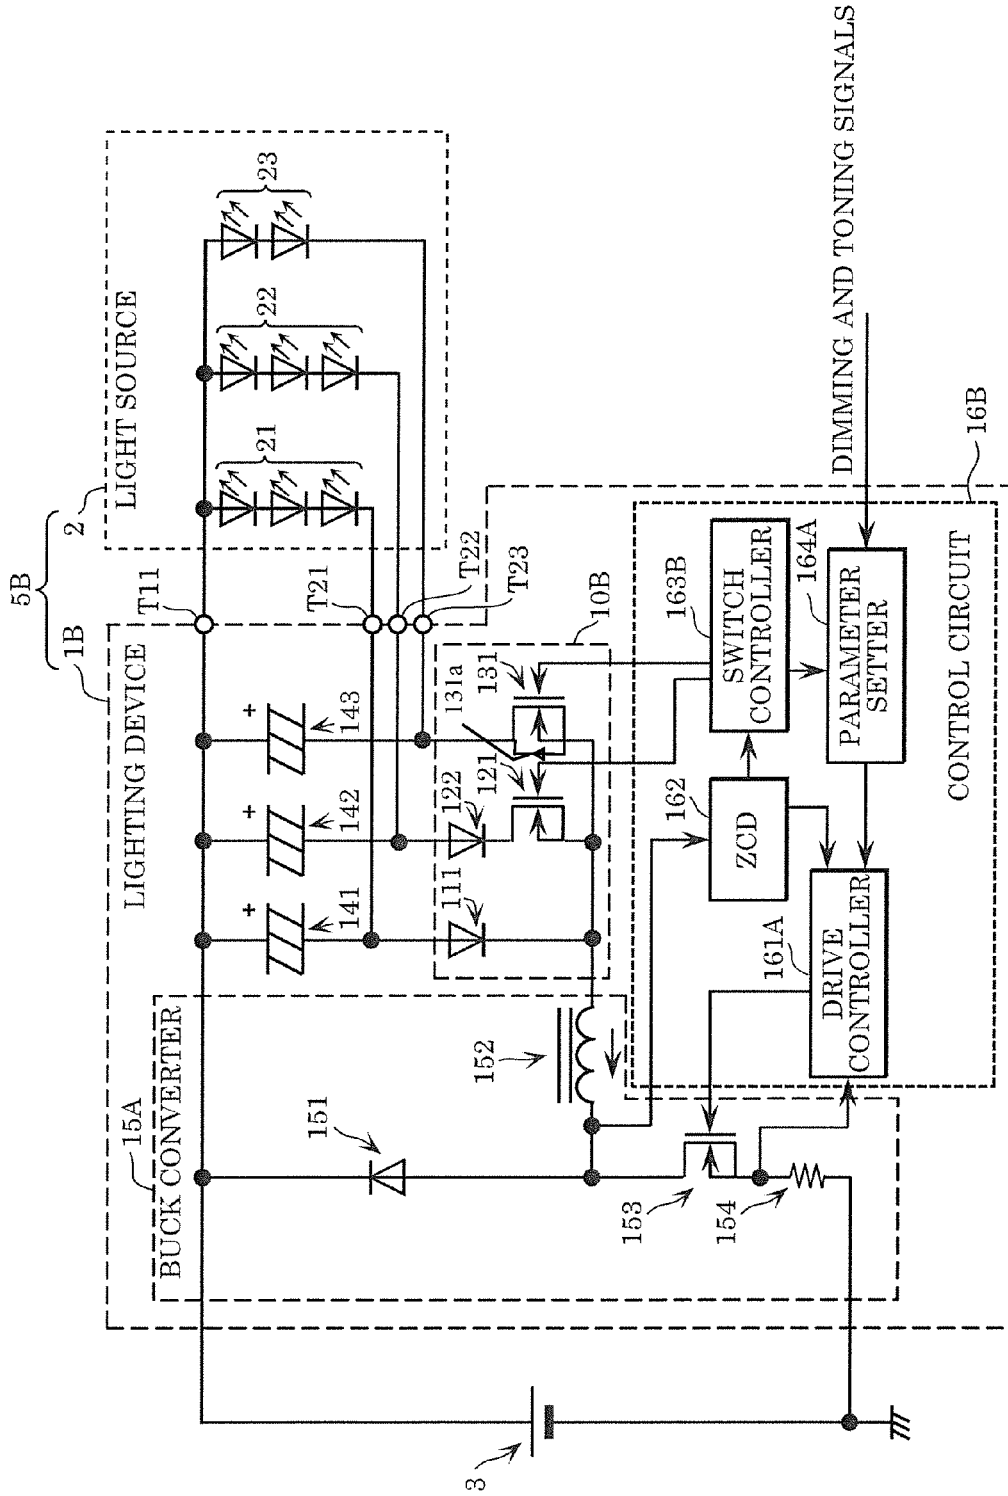 5B
1B
2
LIGHTING DEVICE
LIGHT SOURCE
15A
BUCK CONVERTER
T11
T21
T22
T23
21
22
23
+
141
+
142
+
143
151
152
153
154
111
122
121
131a
131
10B
3
162
ZCD
163B
SWITCH
CONTROLLER
161A
DRIVE
CONTROLLER
164A
PARAMETER
SETTER
CONTROL CIRCUIT
16B
DIMMING AND TONING SIGNALS